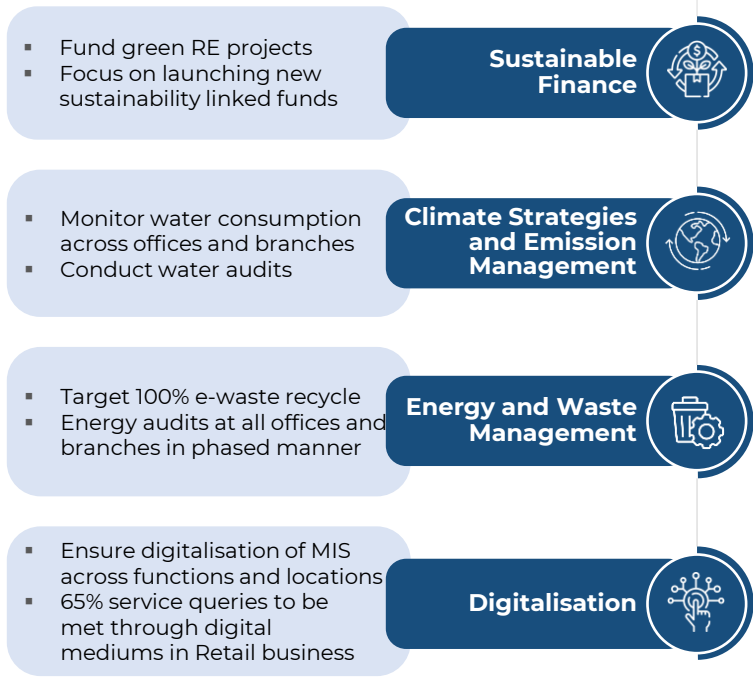 ▪ Fund green RE projects
▪ Focus on launching new
sustainability linked funds
Sustainable
Finance
▪ Monitor water consumption
across offices and branches
▪ Conduct water audits
Climate Strategies
and Emission
Management
▪ Target 100% e-waste recycle
▪ Energy audits at all offices and
branches in phased manner
Energy and Waste
Management
▪ Ensure digitalisation of MIS
across functions and locations
▪ 65% service queries to be
met through digital
mediums in Retail business
Digitalisation